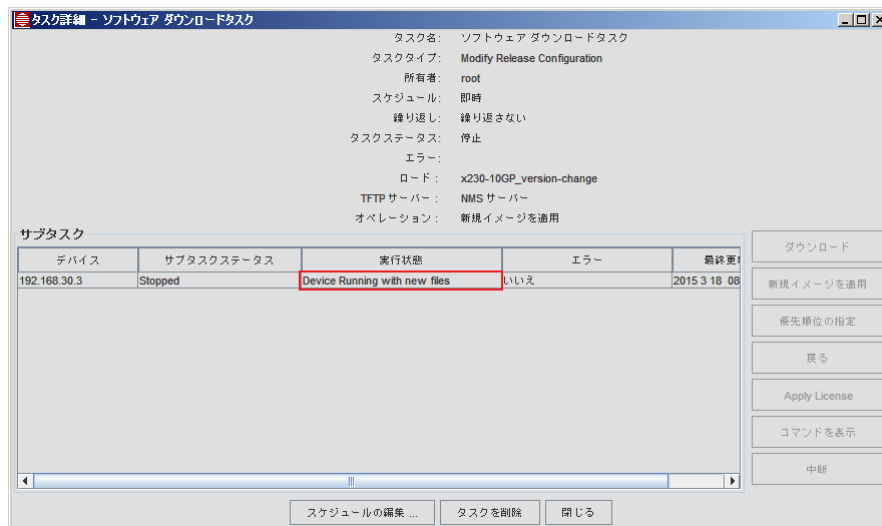 タスク詳細 – ソフトウェア ダウンロードタスク
タスク名: ソフトウェア ダウンロードタスク
タスクタイプ: Modify Release Configuration
所有者: root
スケジュール: 即時
繰り返し: 繰り返さない
タスクステータス: 停止
エラー:
ロード : x230-10GP_version-change
TFTP サーバー : NMS サーバー
オペレーション : 新規イメージを適用
サブタスク
デバイス サブタスクステータス 実行状態 エラー 最終更
192.168.30.3 Stopped Device Running with new files いいえ 2015 3 18 08
ダウンロード
新規イメージを適用
優先順位の指定
戻る
Apply License
コマンドを表示
中断
スケジュールの編集 ... タスクを削除 閉じる